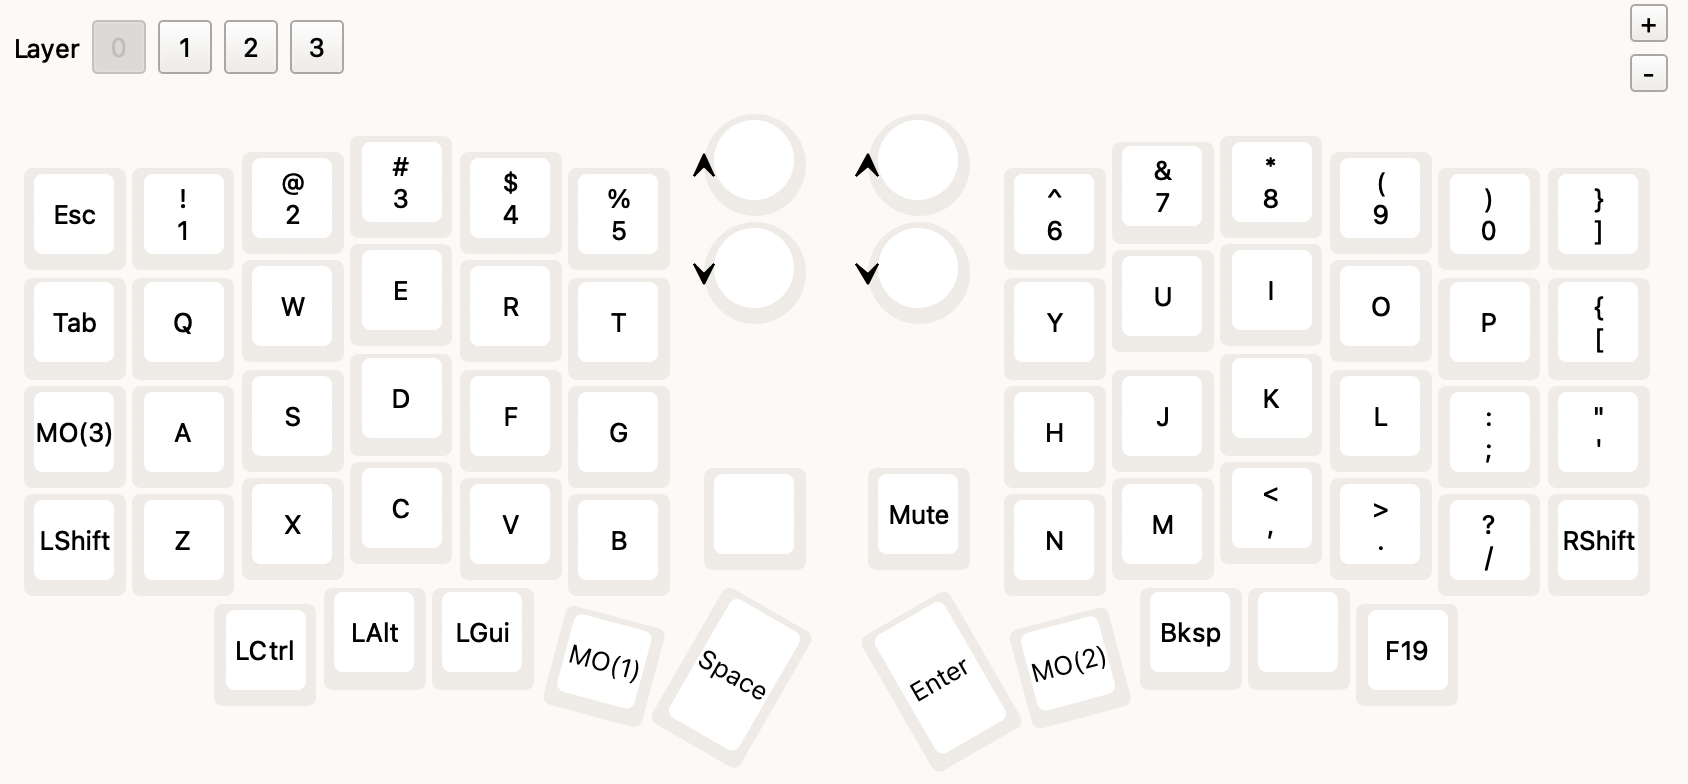 Layer 0 1 2 3
+
-
Esc ! 1 @ 2 # 3 $ 4 % 5 ^ 6 & 7 * 8 ( 9 ) 0 } ]
Tab Q W E R T Y U I O P { [
MO(3) A S D F G H J K L : ; " '
LShift Z X C V B Mute N M < , > . ? / RShift
LCtrl LAlt LGui MO(1) Space Enter MO(2) Bksp F19